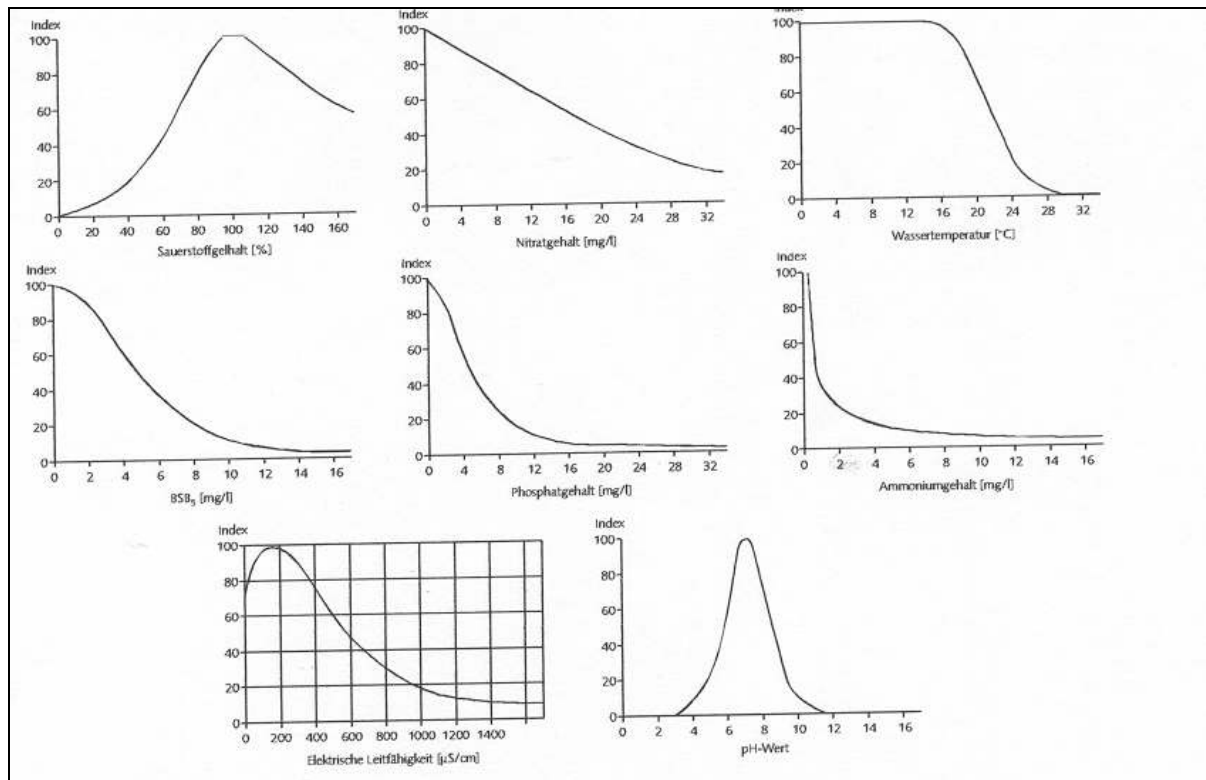 Index
100
80
60
40
20
0
0 20 40 60 80 100 120 140 160
Sauerstoffgelhalt [%]
Index
100
80
60
40
20
0
0 4 8 12 16 20 24 28 32
Nitratgehalt [mg/l]
Index
100
80
60
40
20
0
0 4 8 12 16 20 24 28 32
Wassertemperatur [°C]
Index
100
80
60
40
20
0
0 2 4 6 8 10 12 14 16
BSB₅ [mg/l]
Index
100
80
60
40
20
0
0 4 8 12 16 20 24 28 32
Phosphatgehalt [mg/l]
Index
100
80
60
40
20
0
0 2 4 6 8 10 12 14 16
Ammoniumgehalt [mg/l]
Index
100
80
60
40
20
0
0 200 400 600 800 1000 1200 1400
Elektrische Leitfähigkeit [µS/cm]
Index
100
80
60
40
20
0
0 2 4 6 8 10 12 14 16
pH-Wert